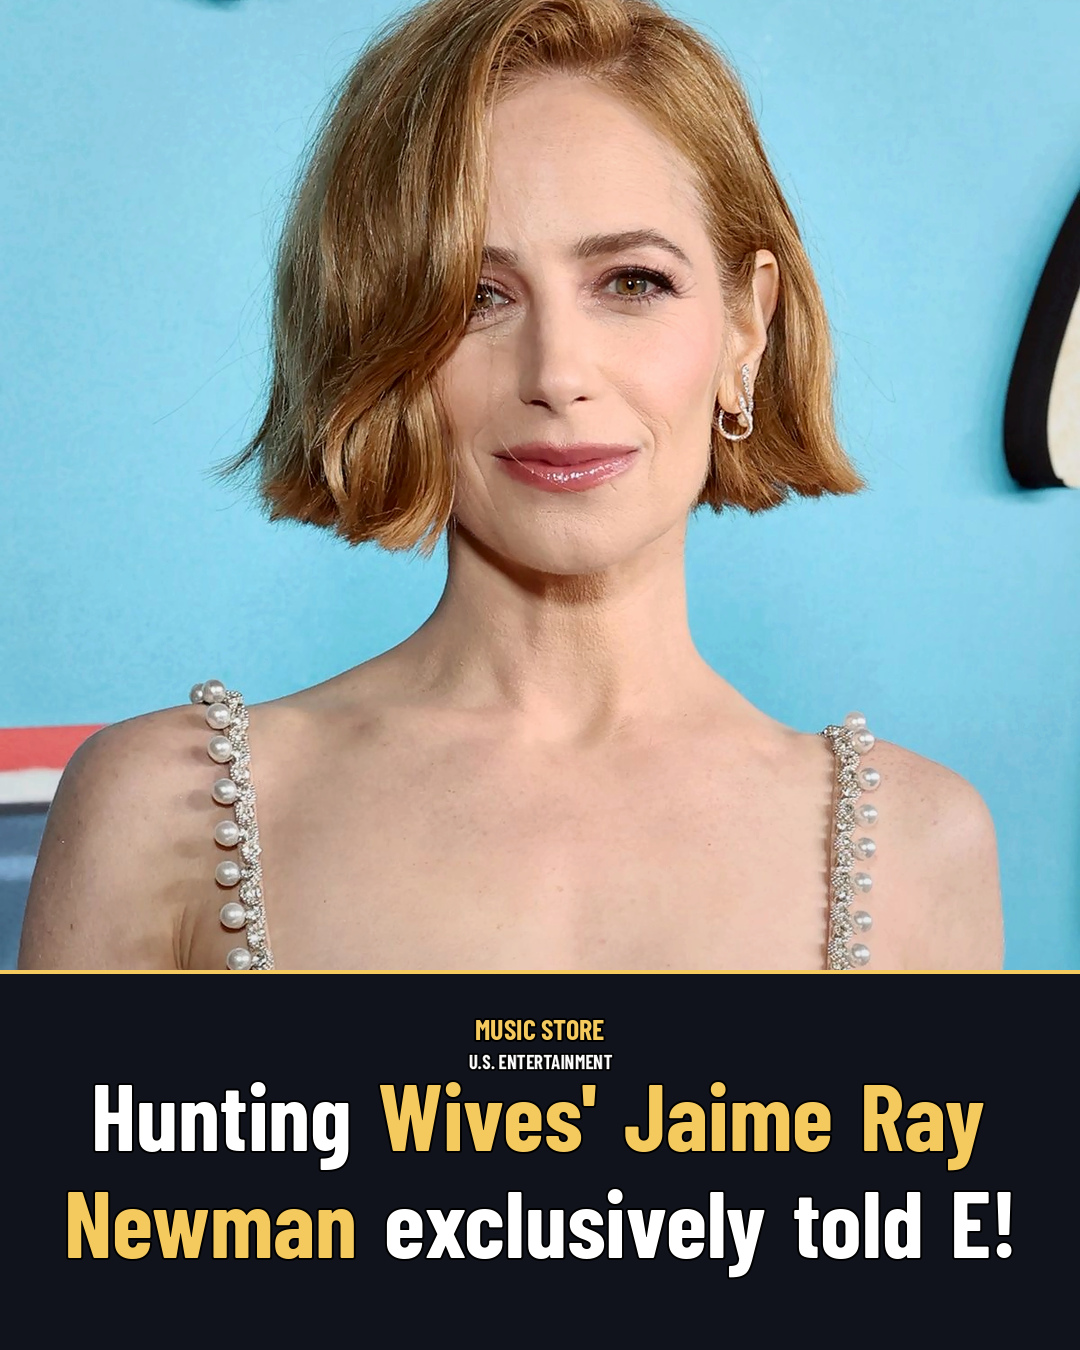 MUSIC STORE
U.S. ENTERTAINMENT
Hunting Wives' Jaime Ray
Newman exclusively told E!